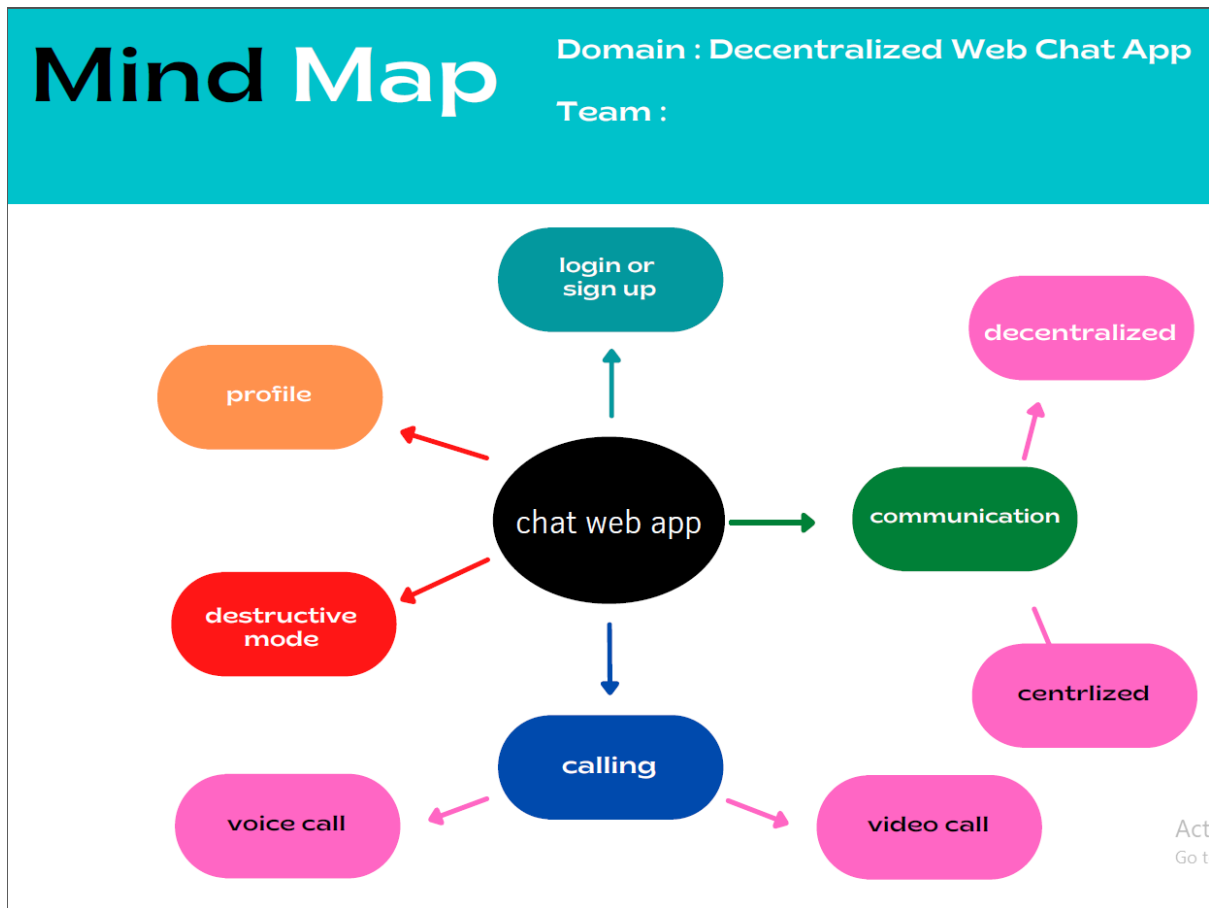 Mind Map
Domain : Decentralized Web Chat App
Team :
login or
sign up
decentralized
profile
communication
chat web app
destructive
mode
centrlized
calling
voice call
video call
Act
Go t